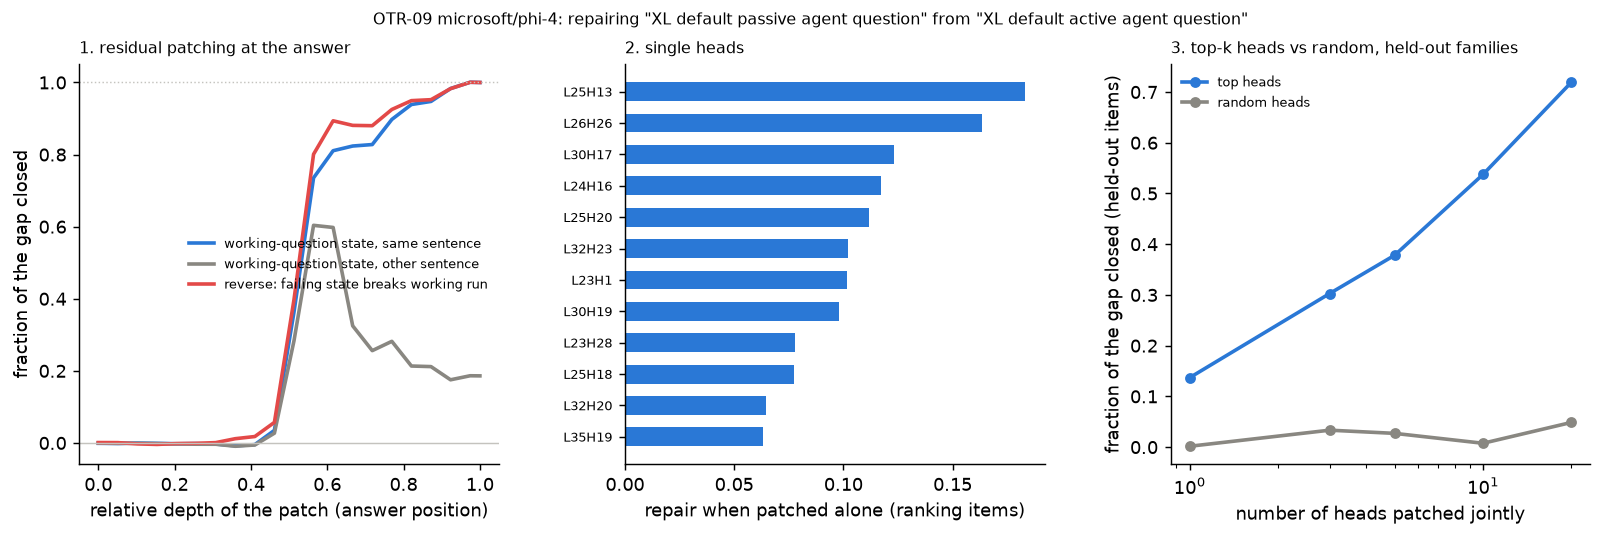 OTR-09 microsoft/phi-4: repairing "XL default passive agent question" from "XL default active agent question"
1. residual patching at the answer
fraction of the gap closed
1.0
0.8
0.6
0.4
0.2
0.0
working-question state, same sentence
working-question state, other sentence
reverse: failing state breaks working run
0.0 0.2 0.4 0.6 0.8 1.0
relative depth of the patch (answer position)
2. single heads
L25H13
L26H26
L30H17
L24H16
L25H20
L32H23
L23H1
L30H19
L23H28
L25H18
L32H20
L35H19
0.00 0.05 0.10 0.15
repair when patched alone (ranking items)
3. top-k heads vs random, held-out families
fraction of the gap closed (held-out items)
top heads
random heads
0.7
0.6
0.5
0.4
0.3
0.2
0.1
0.0
10⁰ 10¹
number of heads patched jointly